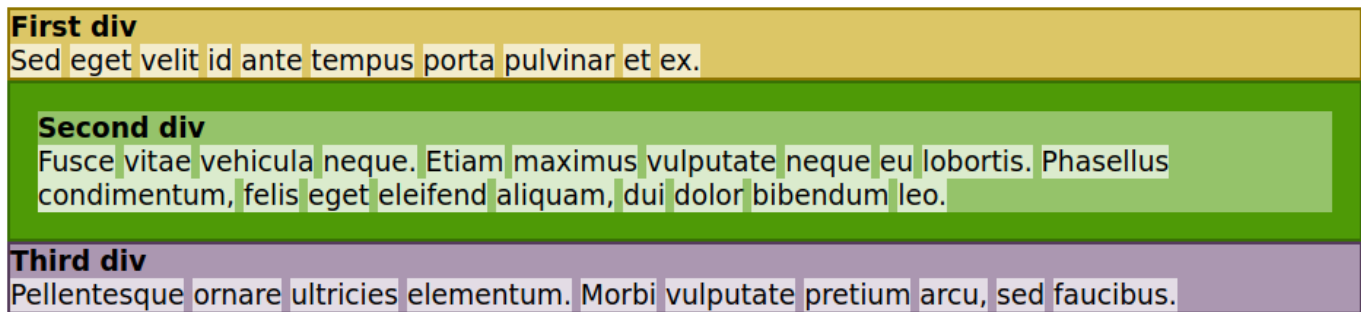 First div
Sed eget velit id ante tempus porta pulvinar et ex.
Second div
Fusce vitae vehicula neque. Etiam maximus vulputate neque eu lobortis. Phasellus
condimentum, felis eget eleifend aliquam, dui dolor bibendum leo.
Third div
Pellentesque ornare ultricies elementum. Morbi vulputate pretium arcu, sed faucibus.